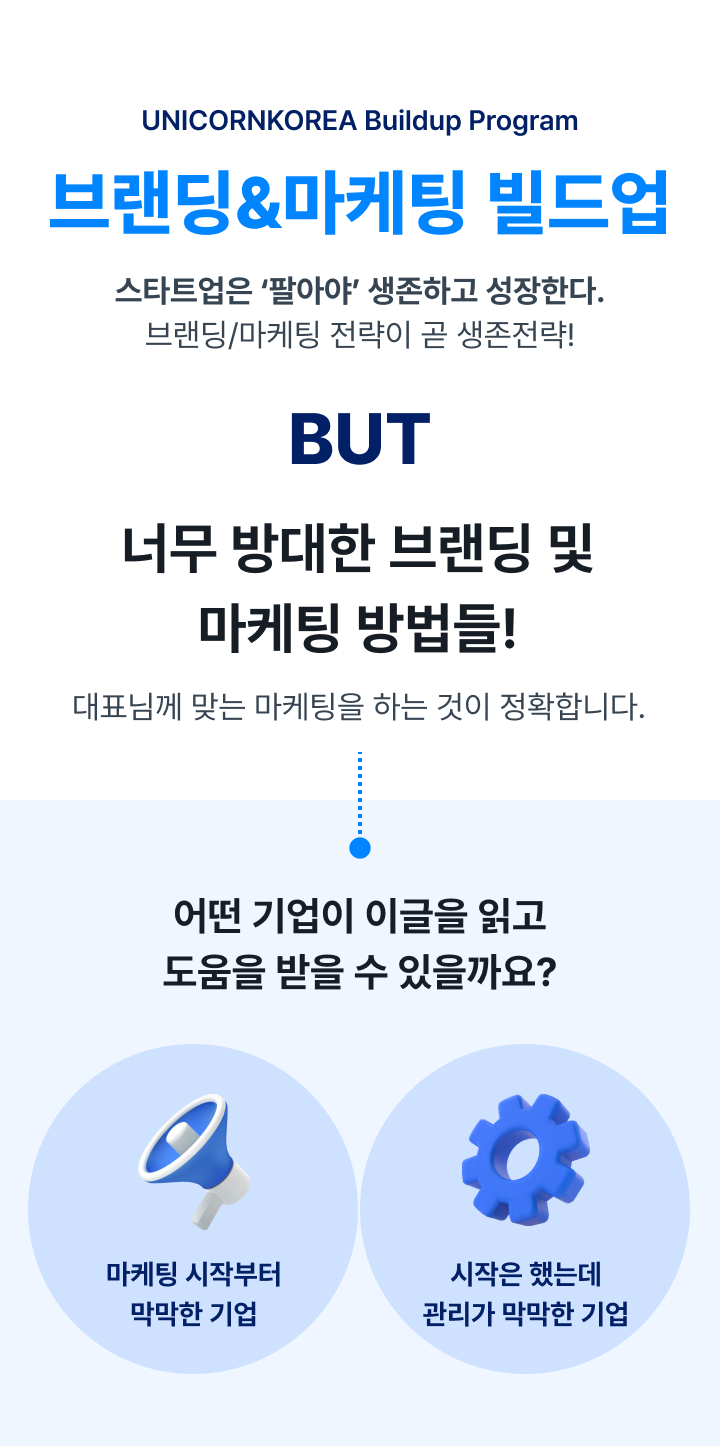 UNICORNKOREA Buildup Program
브랜딩&마케팅 빌드업
스타트업은 ‘팔아야’ 생존하고 성장한다.
브랜딩/마케팅 전략이 곧 생존전략!
BUT
너무 방대한 브랜딩 및
마케팅 방법들!
대표님께 맞는 마케팅을 하는 것이 정확합니다.
어떤 기업이 이글을 읽고
도움을 받을 수 있을까요?
마케팅 시작부터
막막한 기업
시작은 했는데
관리가 막막한 기업